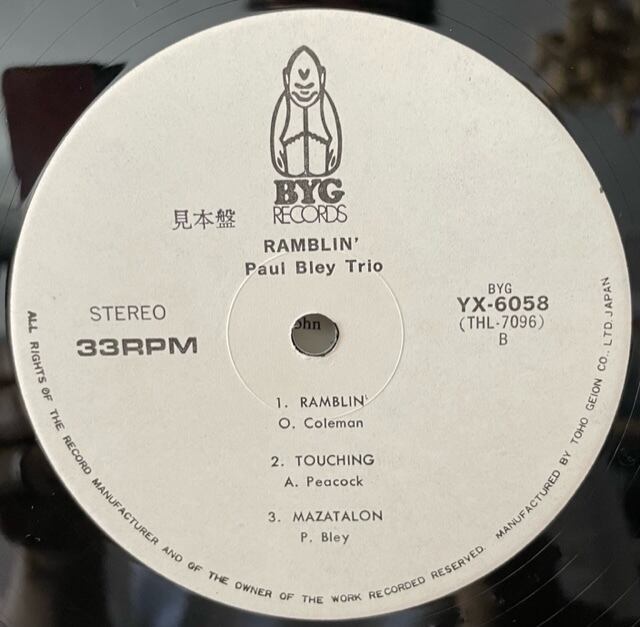 BYG
RECORDS
見本盤
RAMBLIN'
Paul Bley Trio
STEREO
33RPM
BYG
YX-6058
(THL-7096)
B
1. RAMBLIN'
O. Coleman
2. TOUCHING
A. Peacock
3. MAZATALON
P. Bley
ALL RIGHTS OF THE RECORD MANUFACTURER AND OF THE OWNER OF THE WORK RECORDED RESERVED. MANUFACTURED BY TOHO GEION CO., LTD. JAPAN